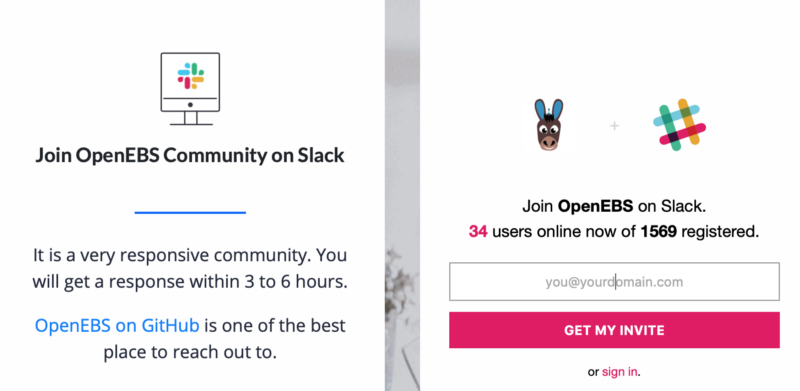 Join OpenEBS Community on Slack
It is a very responsive community. You
will get a response within 3 to 6 hours.
OpenEBS on GitHub is one of the best
place to reach out to.
+
Join OpenEBS on Slack.
34 users online now of 1569 registered.
you@yourdomain.com
GET MY INVITE
or sign in.